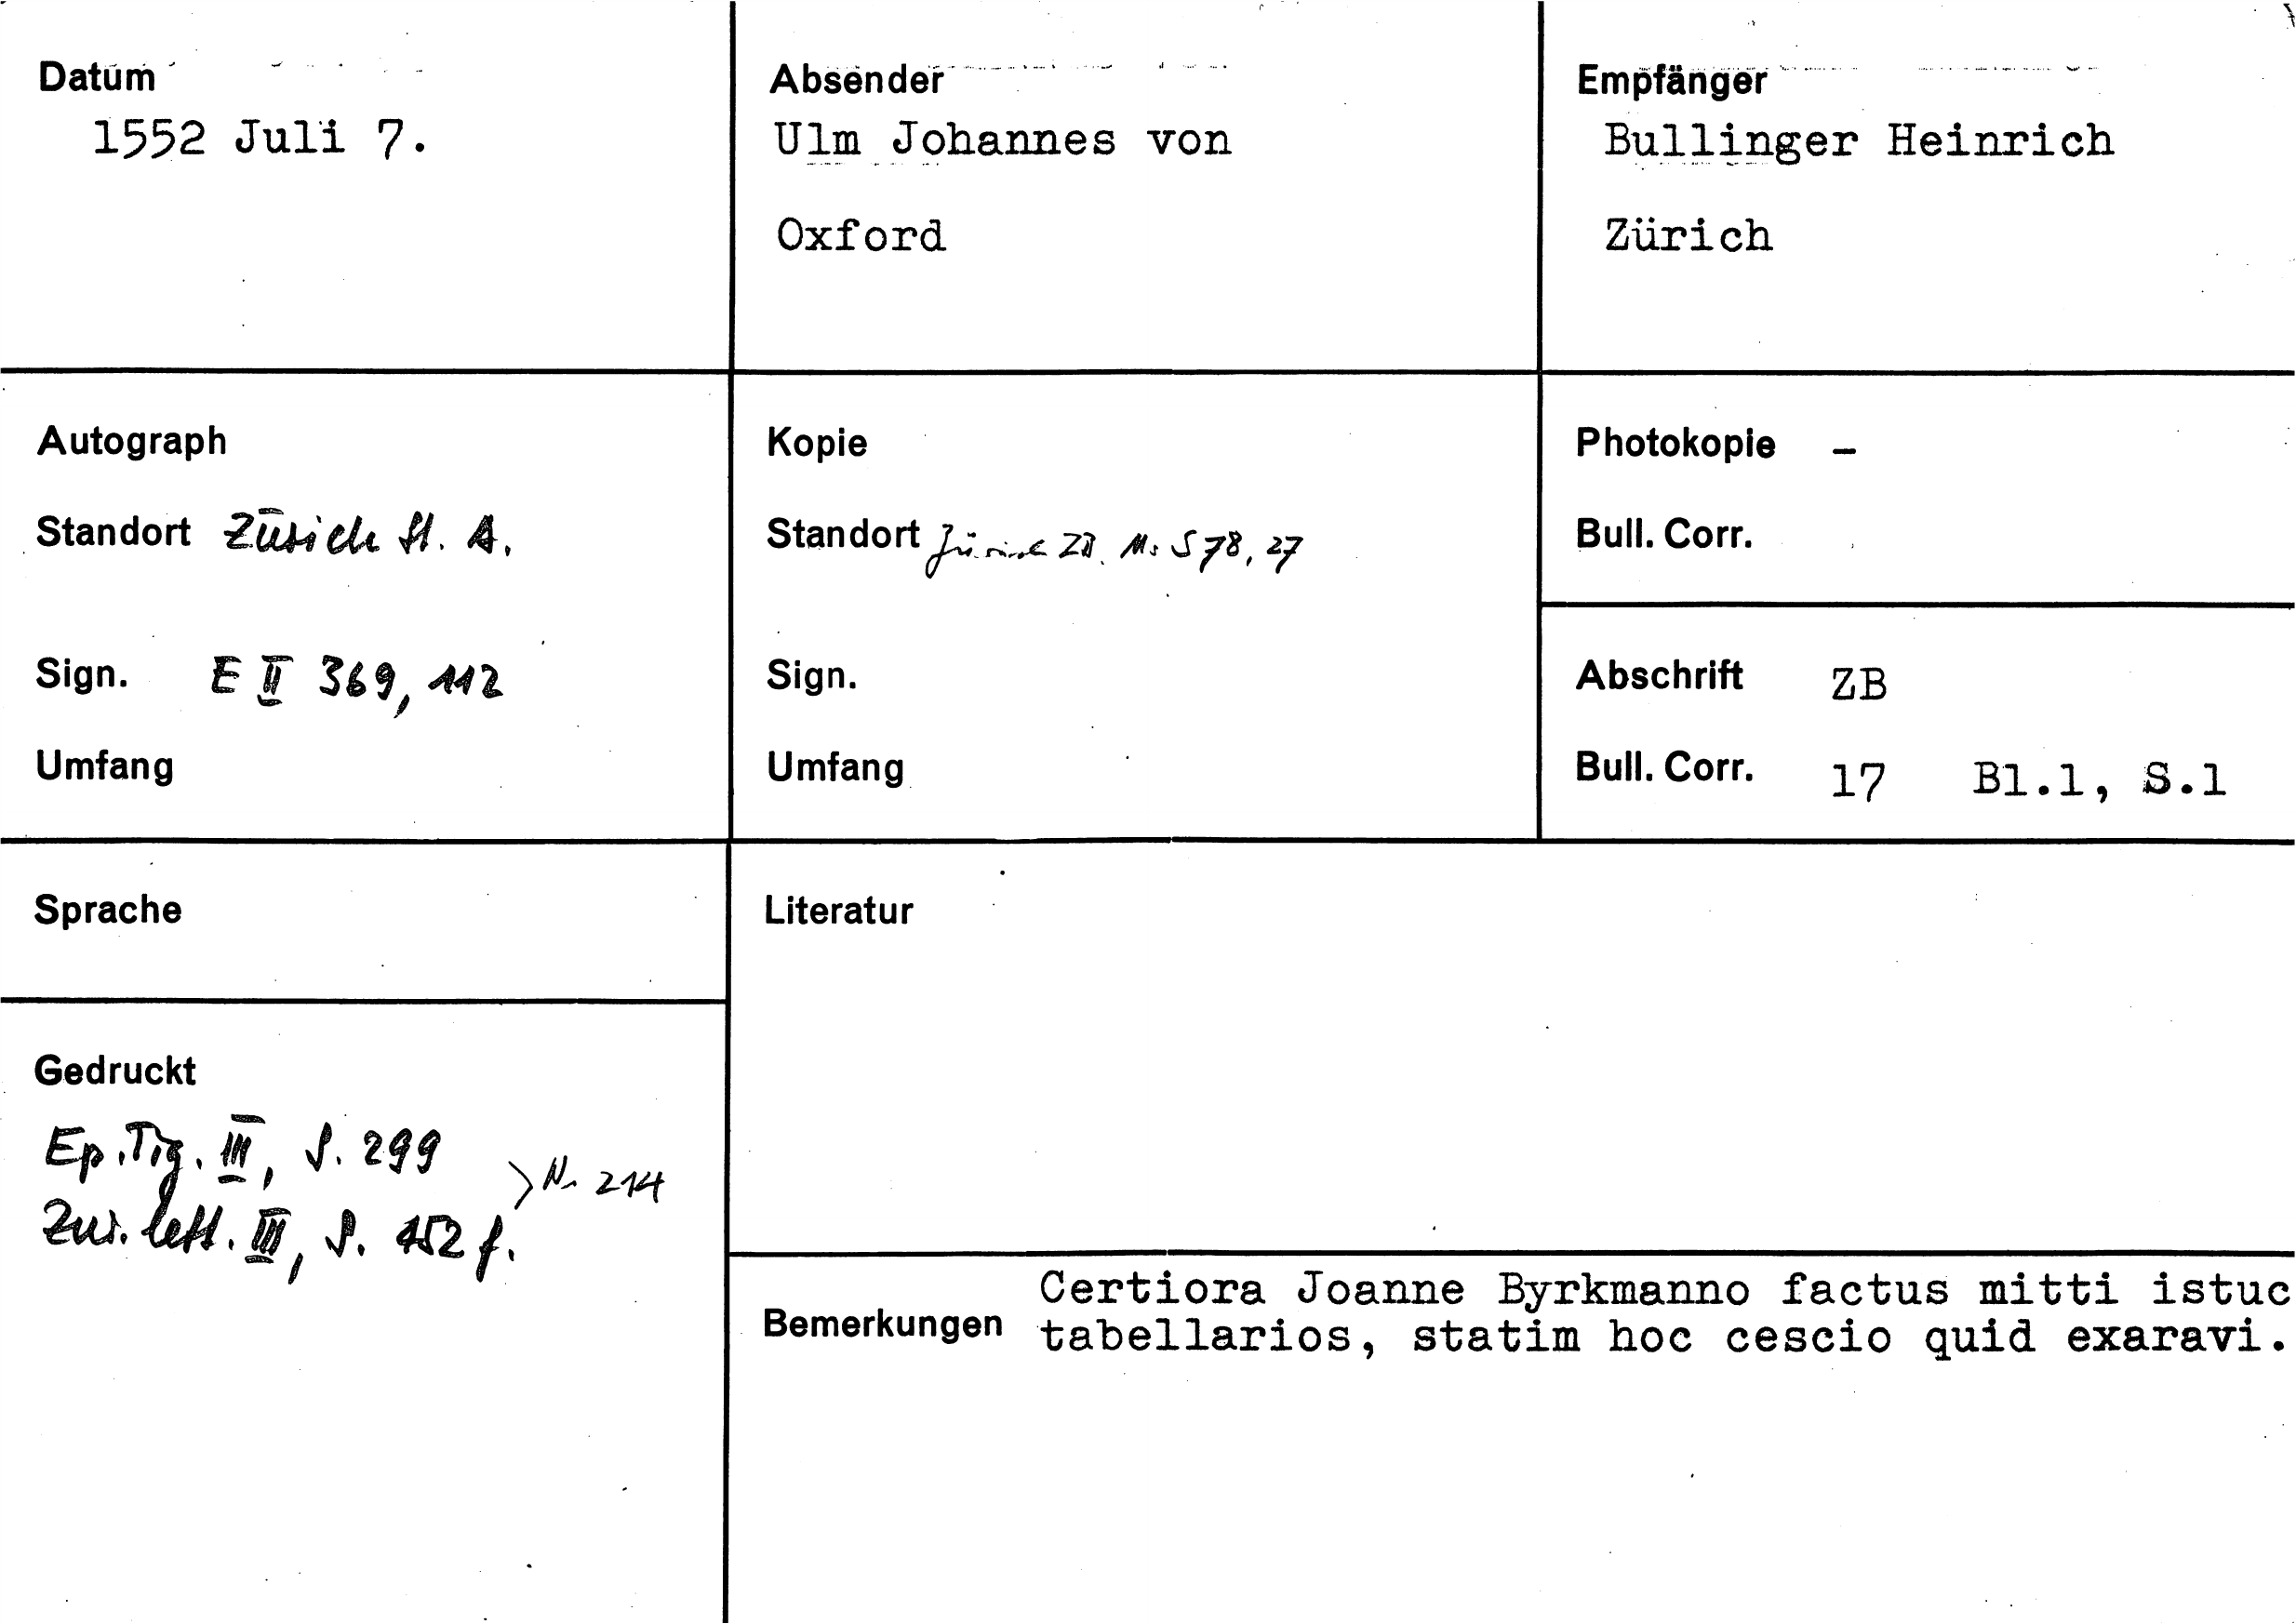 Datum
1552 Juli 7.
Absender
Ulm Johannes von
Oxford
Empfänger
Bullinger Heinrich
Zürich
Autograph
Standort Zürich St. A.
Sign. E II 369, 112
Umfang
Kopie
Standort Zürich ZB. Ms S 78, 27
Sign.
Umfang
Photokopie –
Bull. Corr.
Abschrift ZB
Bull. Corr. 17 Bl.1, S.1
Sprache
Literatur
Gedruckt
Ep. Tig. III, S. 299
Zur. lett. III, S. 452 f.
> Nr. 214
Bemerkungen
Certiora Joanne Byrkmanno factus mitti istuc
tabellarios, statim hoc cescio quid exaravi.